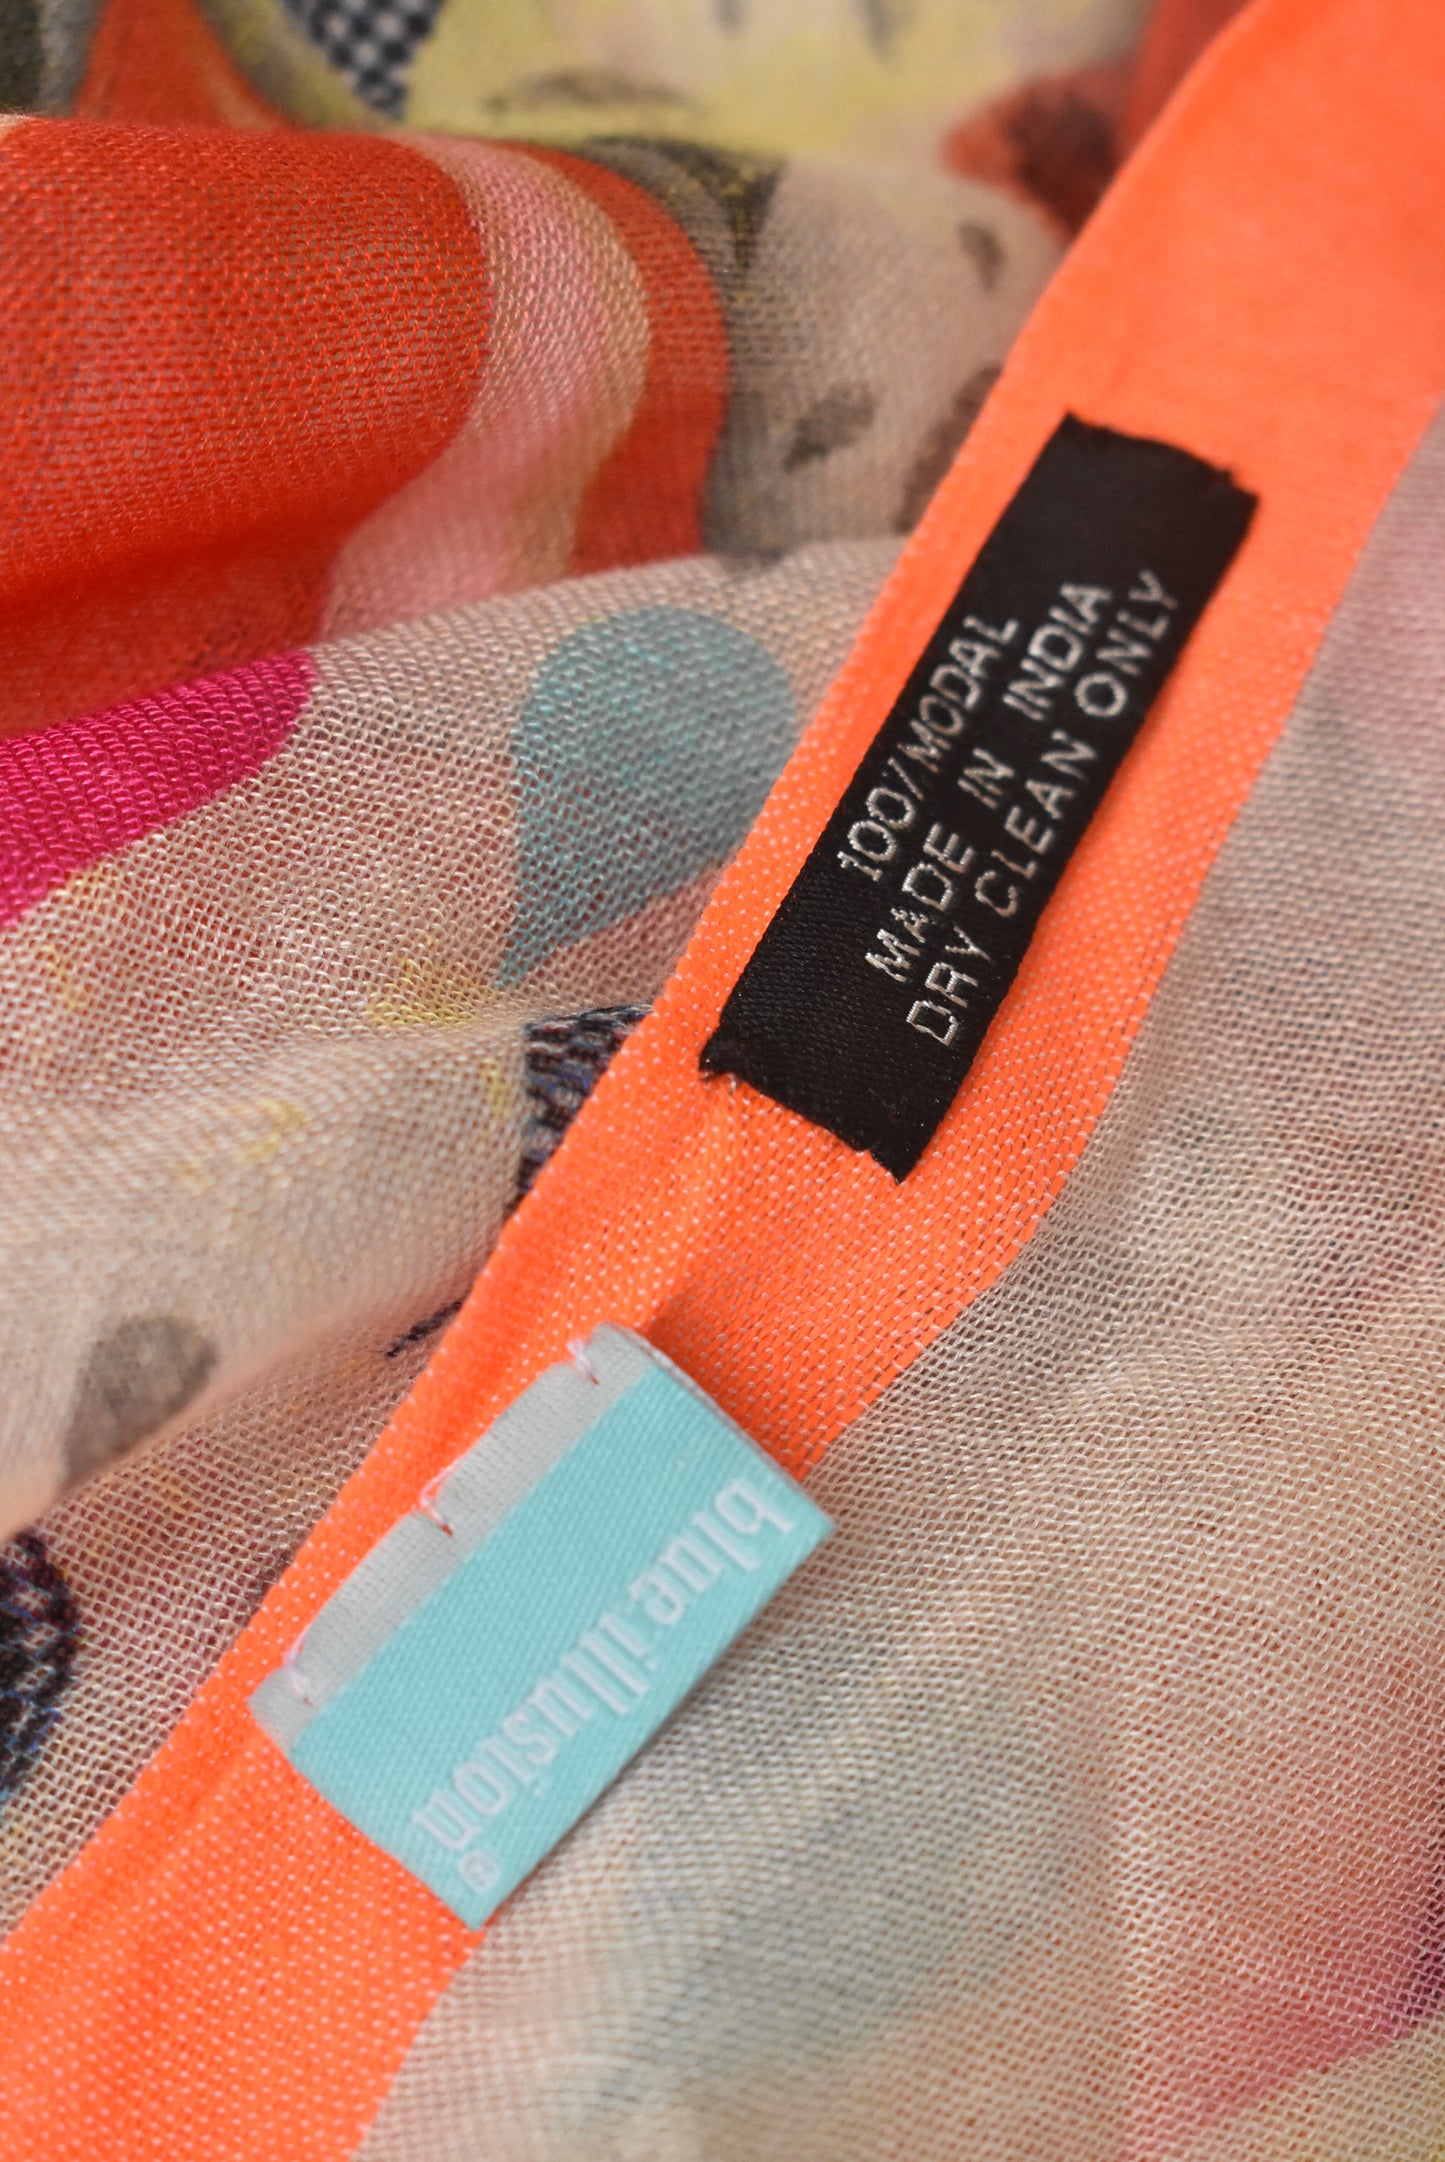 100%MODAL
MADE IN INDIA
DRY CLEAN ONLY
blue illusion
®